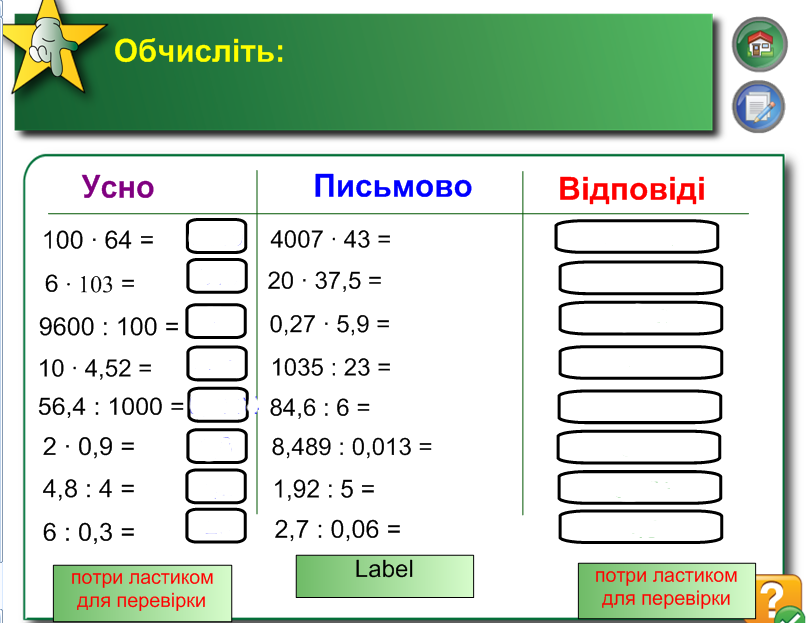 Обчисліть:
Усно
Письмово
Відповіді
100 · 64 =
4007 · 43 =
6 · 103 =
20 · 37,5 =
9600 : 100 =
0,27 · 5,9 =
10 · 4,52 =
1035 : 23 =
56,4 : 1000 =
84,6 : 6 =
2 · 0,9 =
8,489 : 0,013 =
4,8 : 4 =
1,92 : 5 =
6 : 0,3 =
2,7 : 0,06 =
потри ластиком
для перевірки
Label
потри ластиком
для перевірки
?